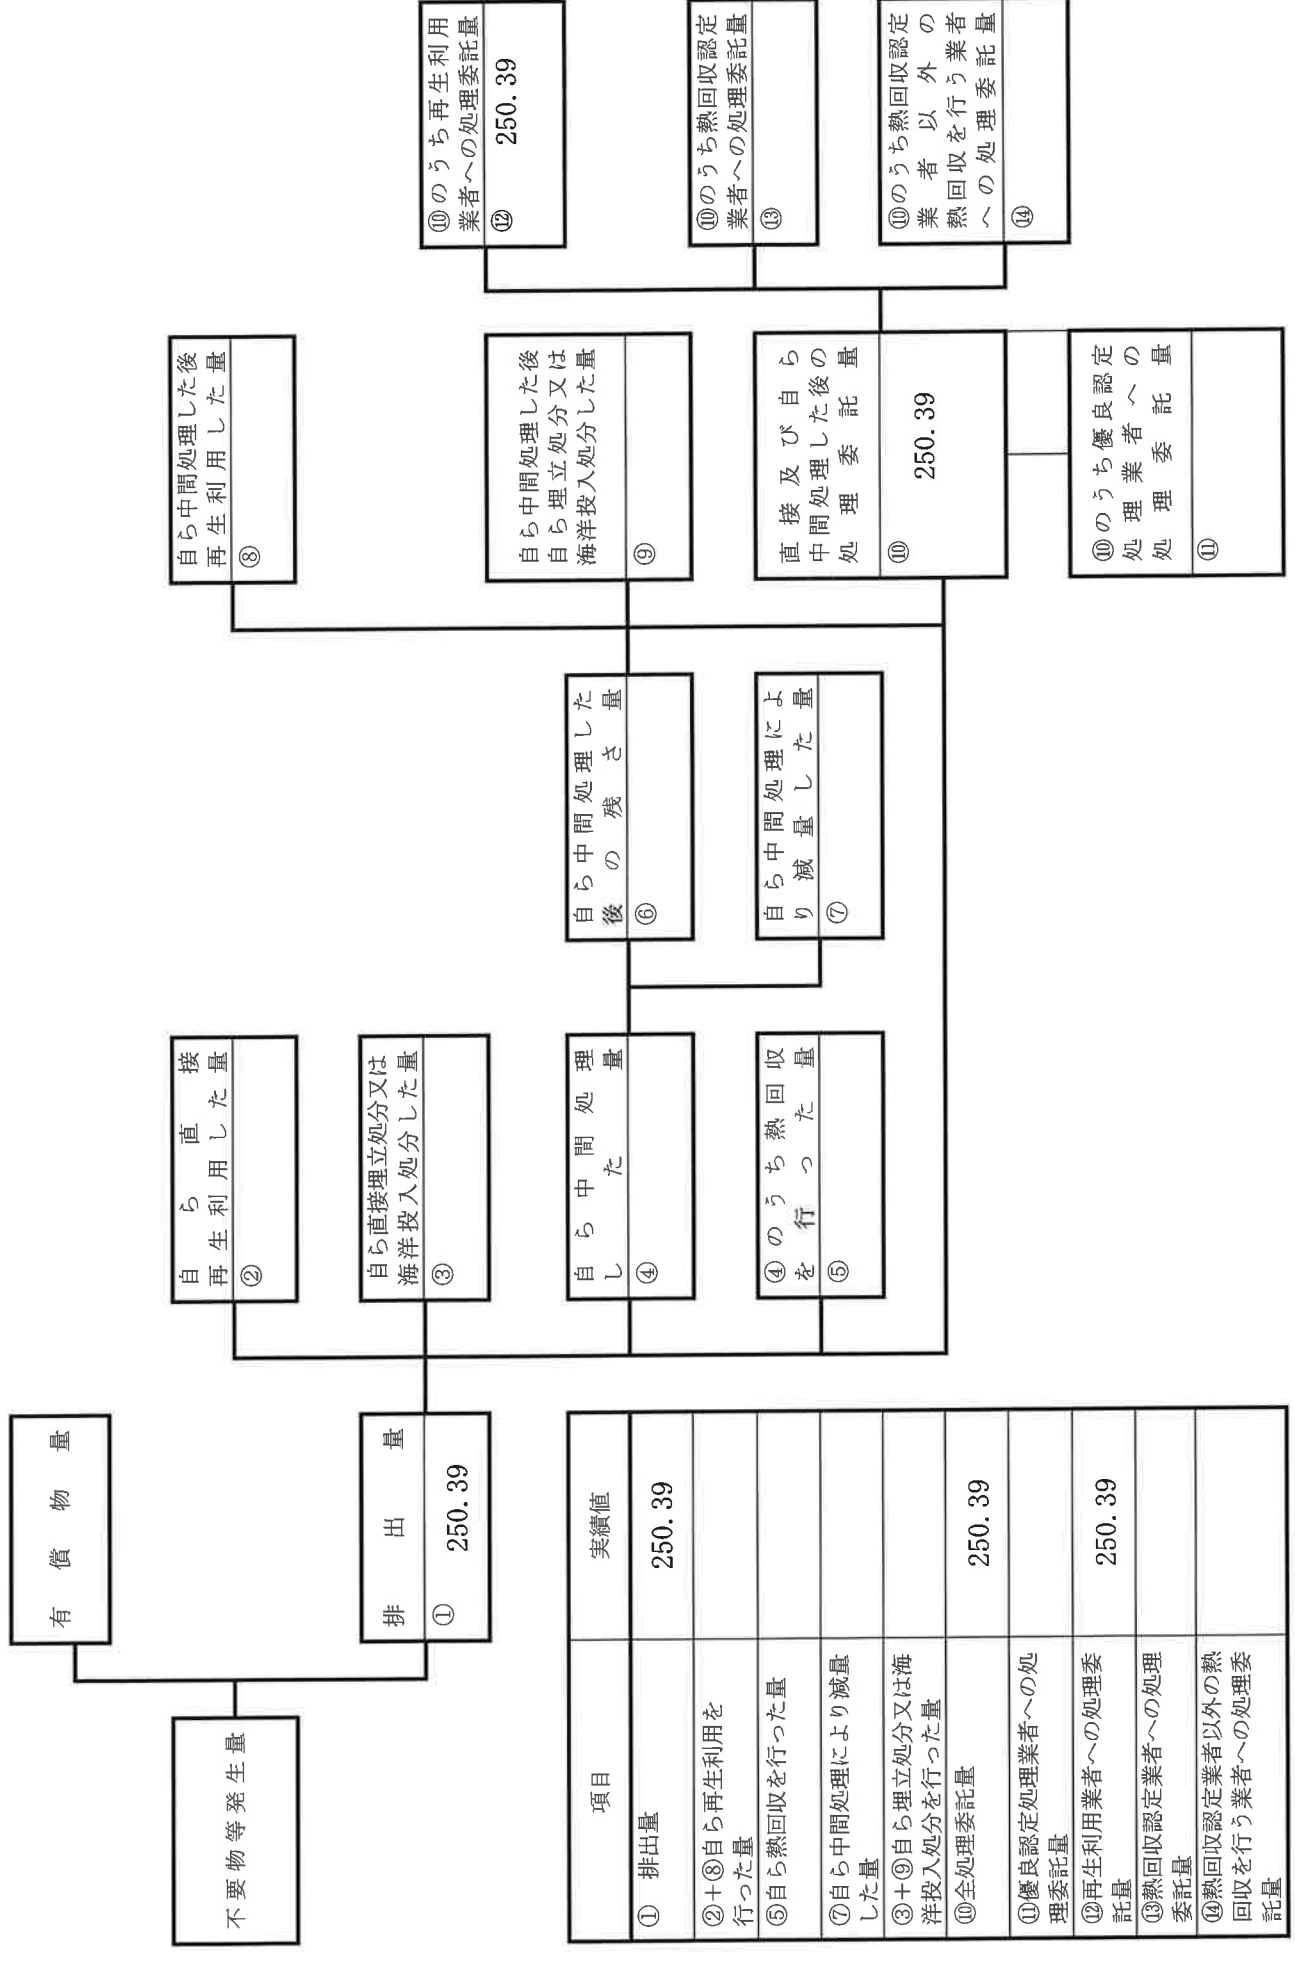 不要物等発生量
有償物量
排出量
① 250.39
自ら直接
再生利用した量
②
自ら直接埋立処分又は
海洋投入処分した量
③
自ら中間処理
した量
④
④のうち熱回収
を行った量
⑤
自ら中間処理した
後の残さ量
⑥
自ら中間処理によ
り減量した量
⑦
自ら中間処理した後
再生利用した量
⑧
自ら中間処理した後
自ら埋立処分又は
海洋投入処分した量
⑨
直接及び自ら
中間処理した後の
処理委託量
⑩
250.39
⑩のうち優良認定
処理業者への
処理委託量
⑪
⑩のうち再生利用
業者への処理委託量
⑫ 250.39
⑩のうち熱回収認定
業者への処理委託量
⑬
⑩のうち熱回収認定
業者以外の
熱回収を行う業者
への処理委託量
⑭
項目 実績値
① 排出量 250.39
②+⑧自ら再生利用を
行った量
⑤自ら熱回収を行った量
⑦自ら中間処理により減量
した量
③+⑨自ら埋立処分又は海
洋投入処分を行った量
⑩全処理委託量 250.39
⑪優良認定処理業者への処
理委託量
⑫再生利用業者への処理委
託量 250.39
⑬熱回収認定業者への処理
委託量
⑭熱回収認定業者以外の熱
回収を行う業者への処理委
託量